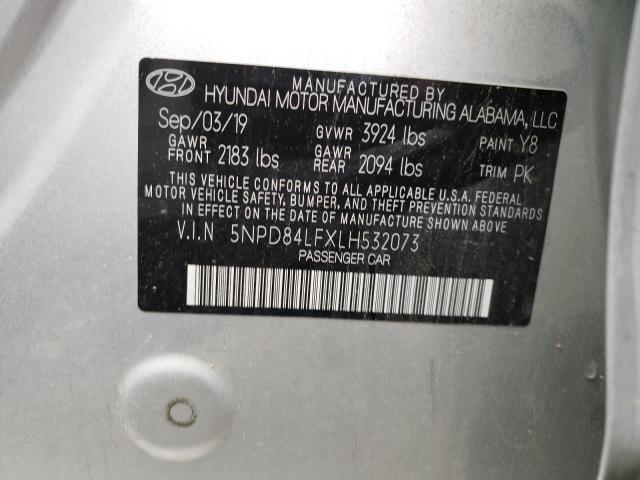 MANUFACTURED BY
HYUNDAI MOTOR MANUFACTURING ALABAMA, LLC
Sep/03/19 GVWR 3924 lbs PAINT Y8
GAWR FRONT 2183 lbs GAWR REAR 2094 lbs TRIM PK
THIS VEHICLE CONFORMS TO ALL APPLICABLE U.S.A. FEDERAL
MOTOR VEHICLE SAFETY, BUMPER, AND THEFT PREVENTION STANDARDS
IN EFFECT ON THE DATE OF MANUFACTURE SHOWN ABOVE
V.I.N 5NPD84LFXLH532073
PASSENGER CAR